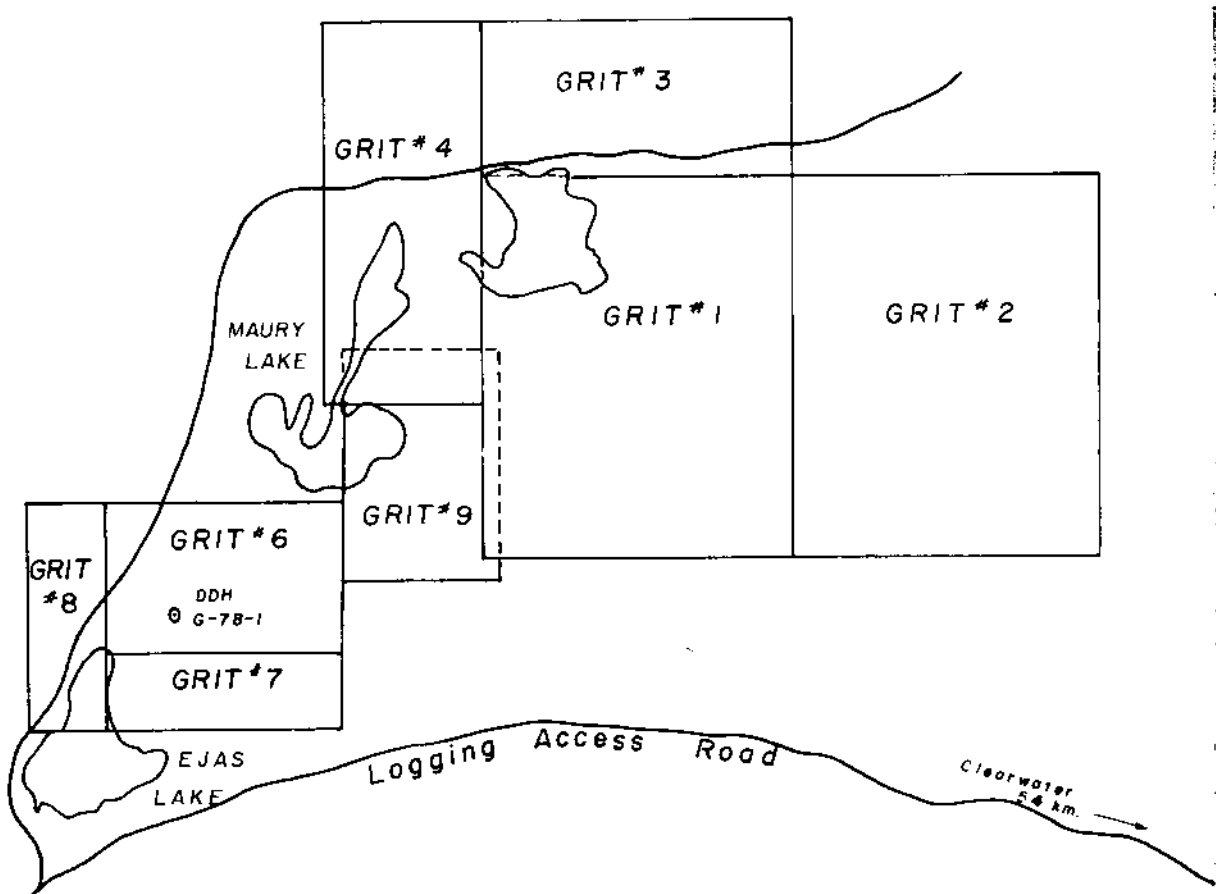 GRIT # 3
GRIT # 4
GRIT # 1
GRIT # 2
MAURY
LAKE
GRIT # 9
GRIT # 6
GRIT
# 8
DDH
G-78-1
GRIT # 7
EJAS
LAKE
Logging Access Road
Clearwater
54 km.